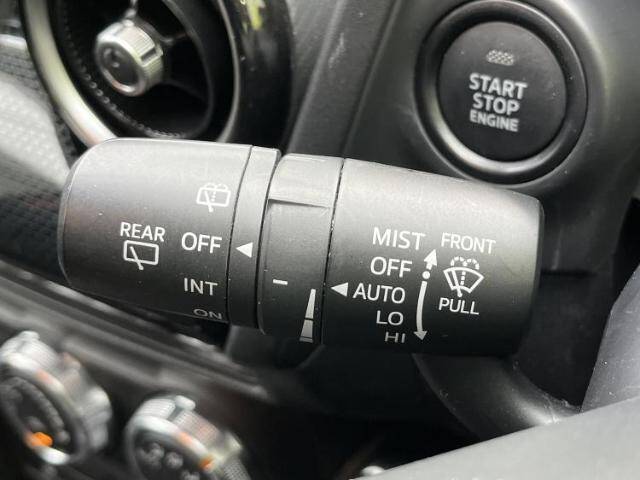 START
STOP
ENGINE
REAR
OFF
INT
ON
MIST
FRONT
OFF
AUTO
PULL
LO
HI